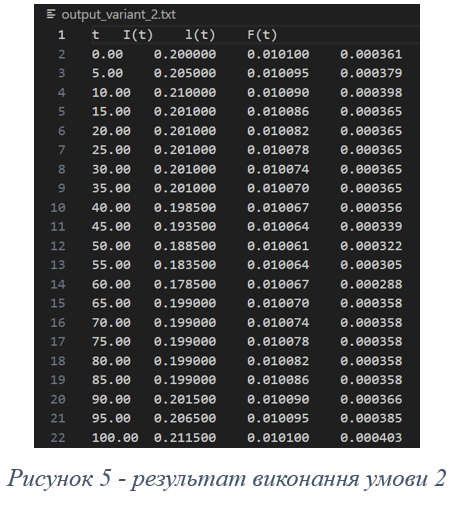 output_variant_2.txt
1 t I(t) l(t) F(t)
2 0.00 0.200000 0.010100 0.000361
3 5.00 0.205000 0.010095 0.000379
4 10.00 0.210000 0.010090 0.000398
5 15.00 0.201000 0.010086 0.000365
6 20.00 0.201000 0.010082 0.000365
7 25.00 0.201000 0.010078 0.000365
8 30.00 0.201000 0.010074 0.000365
9 35.00 0.201000 0.010070 0.000365
10 40.00 0.198500 0.010067 0.000356
11 45.00 0.193500 0.010064 0.000339
12 50.00 0.188500 0.010061 0.000322
13 55.00 0.183500 0.010064 0.000305
14 60.00 0.178500 0.010067 0.000288
15 65.00 0.199000 0.010070 0.000358
16 70.00 0.199000 0.010074 0.000358
17 75.00 0.199000 0.010078 0.000358
18 80.00 0.199000 0.010082 0.000358
19 85.00 0.199000 0.010086 0.000358
20 90.00 0.201500 0.010090 0.000366
21 95.00 0.206500 0.010095 0.000385
22 100.00 0.211500 0.010100 0.000403
Рисунок 5 - результат виконання умови 2